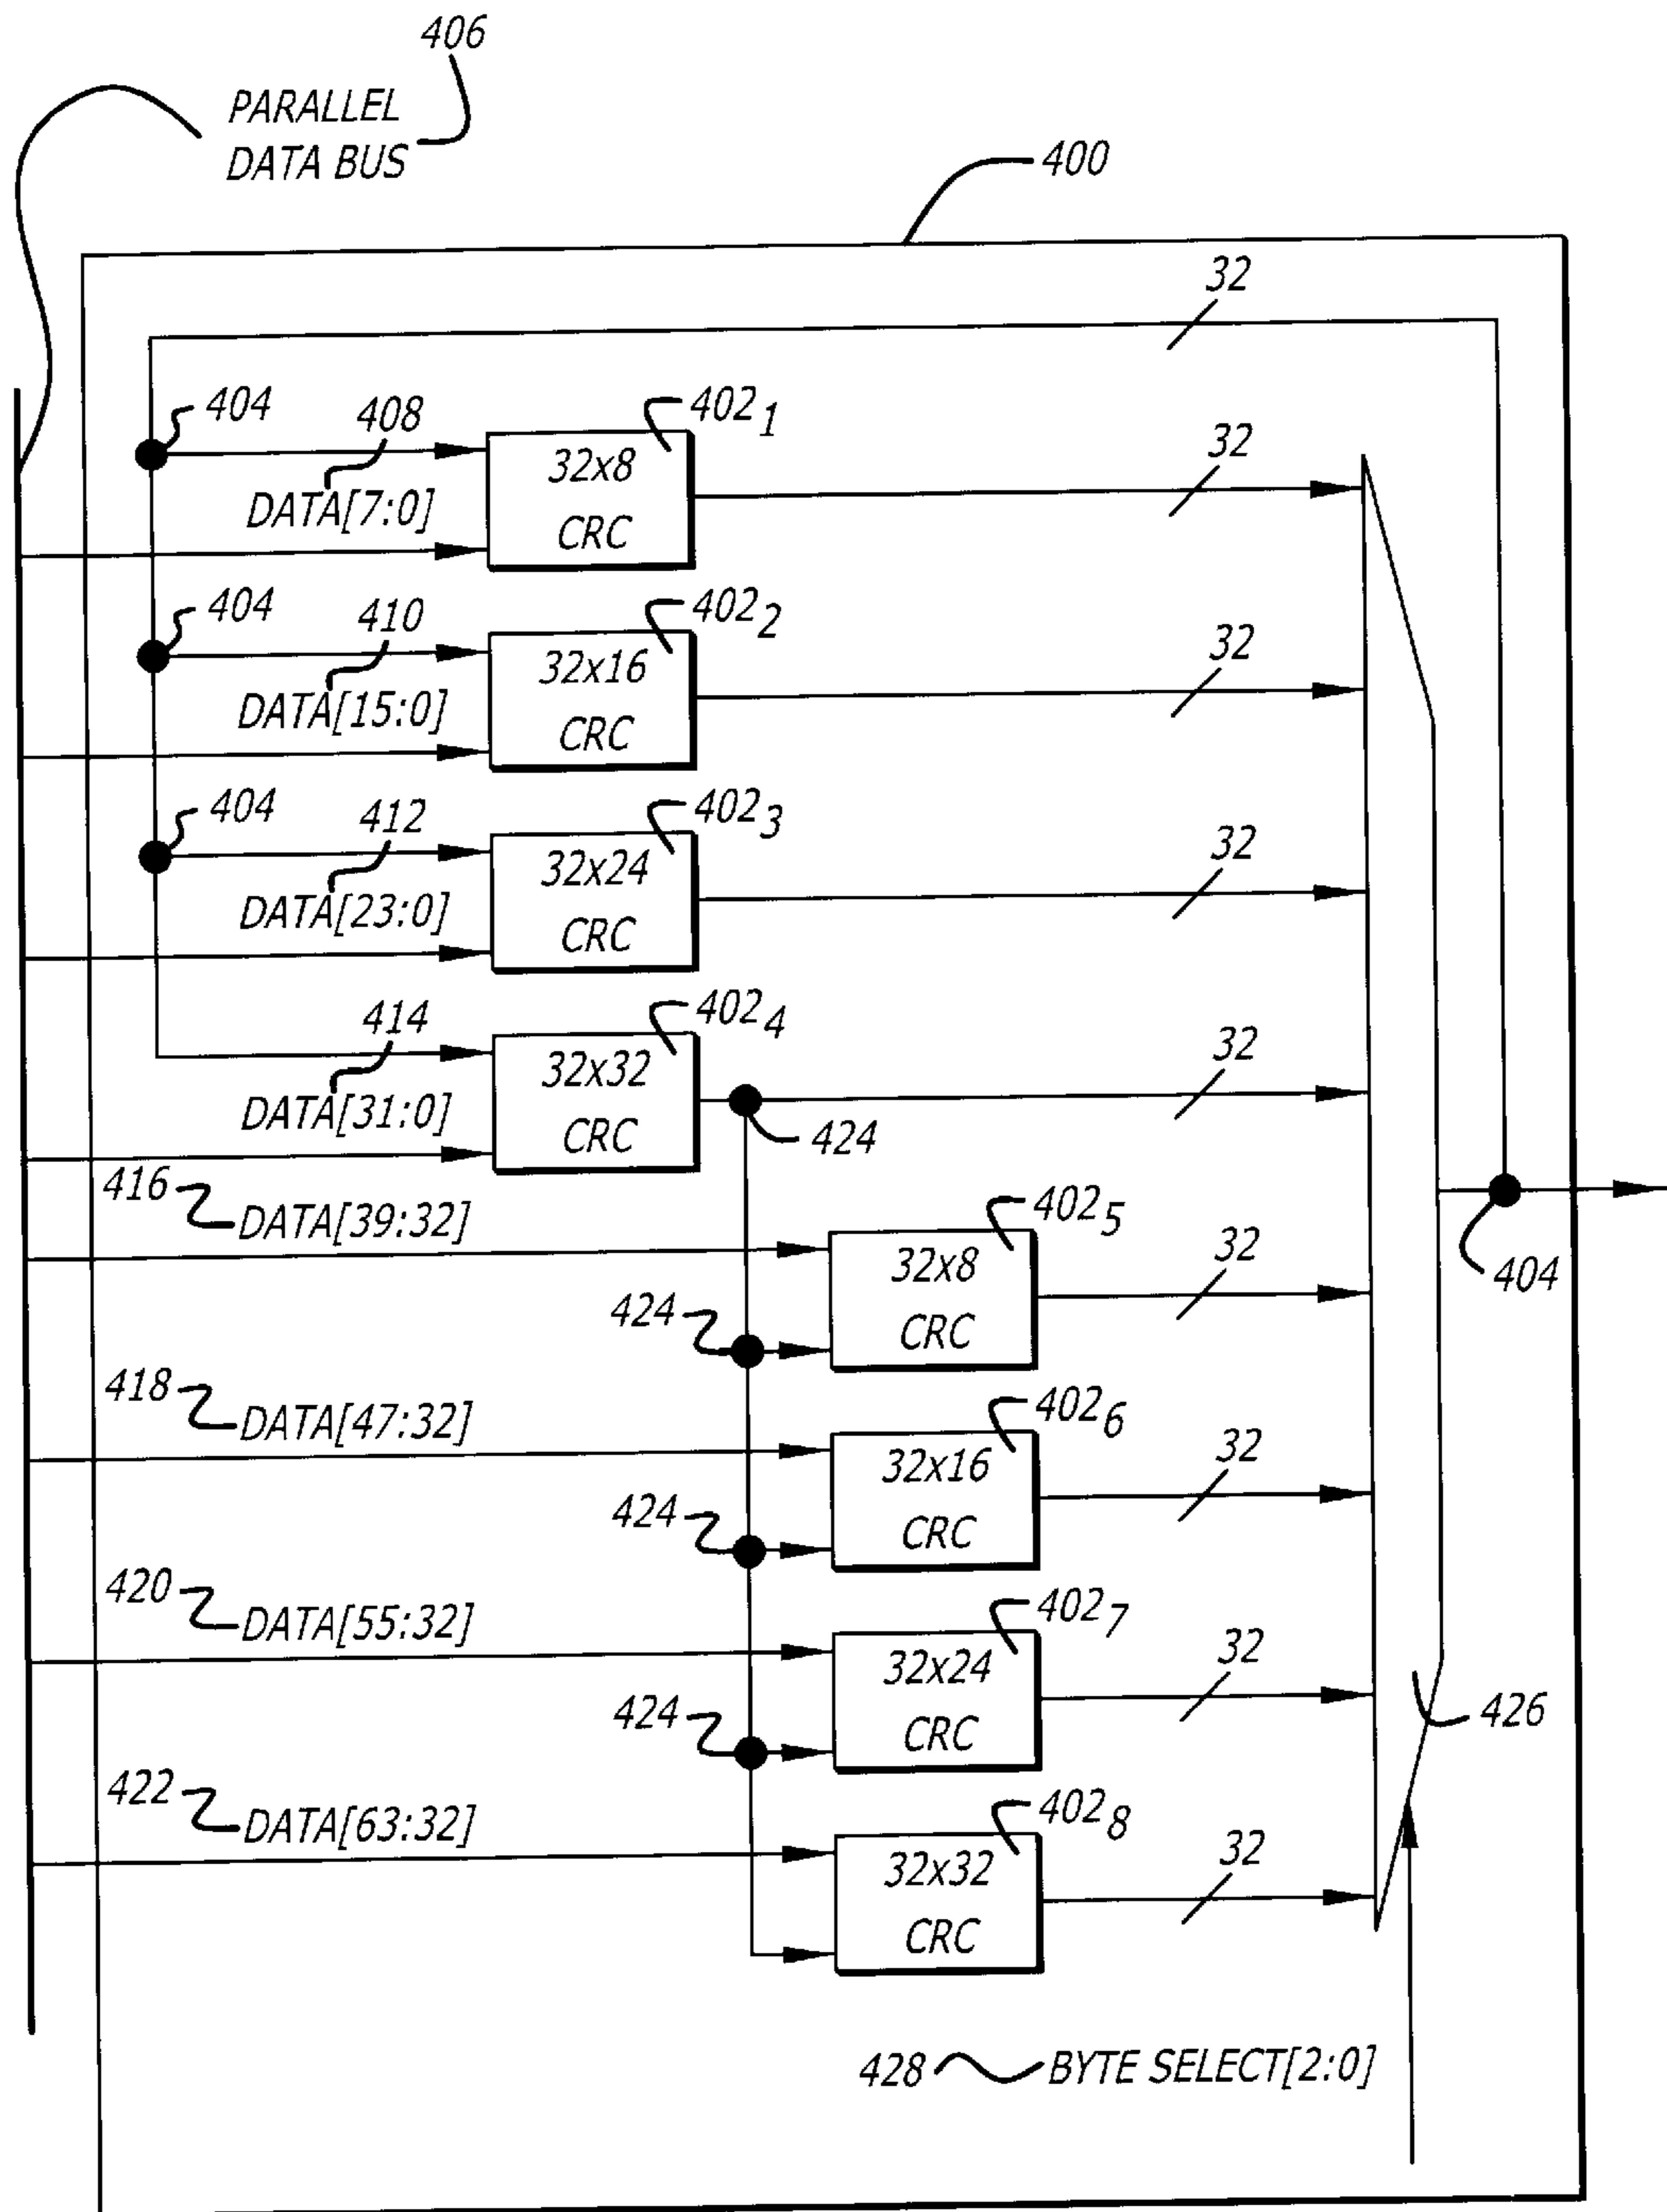 406
PARALLEL
DATA BUS
400
32
404
408
402 1
32
DATA[7:0]
32x8
CRC
404
410
402 2
32
DATA[15:0]
32x16
CRC
404
412
402 3
32
DATA[23:0]
32x24
CRC
414
402 4
32
DATA[31:0]
32x32
CRC
424
416
DATA[39:32]
402 5
32
32x8
CRC
404
424
418
DATA[47:32]
402 6
32
32x16
CRC
424
420
DATA[55:32]
402 7
32
32x24
CRC
424
426
422
DATA[63:32]
402 8
32
32x32
CRC
428
BYTE SELECT[2:0]